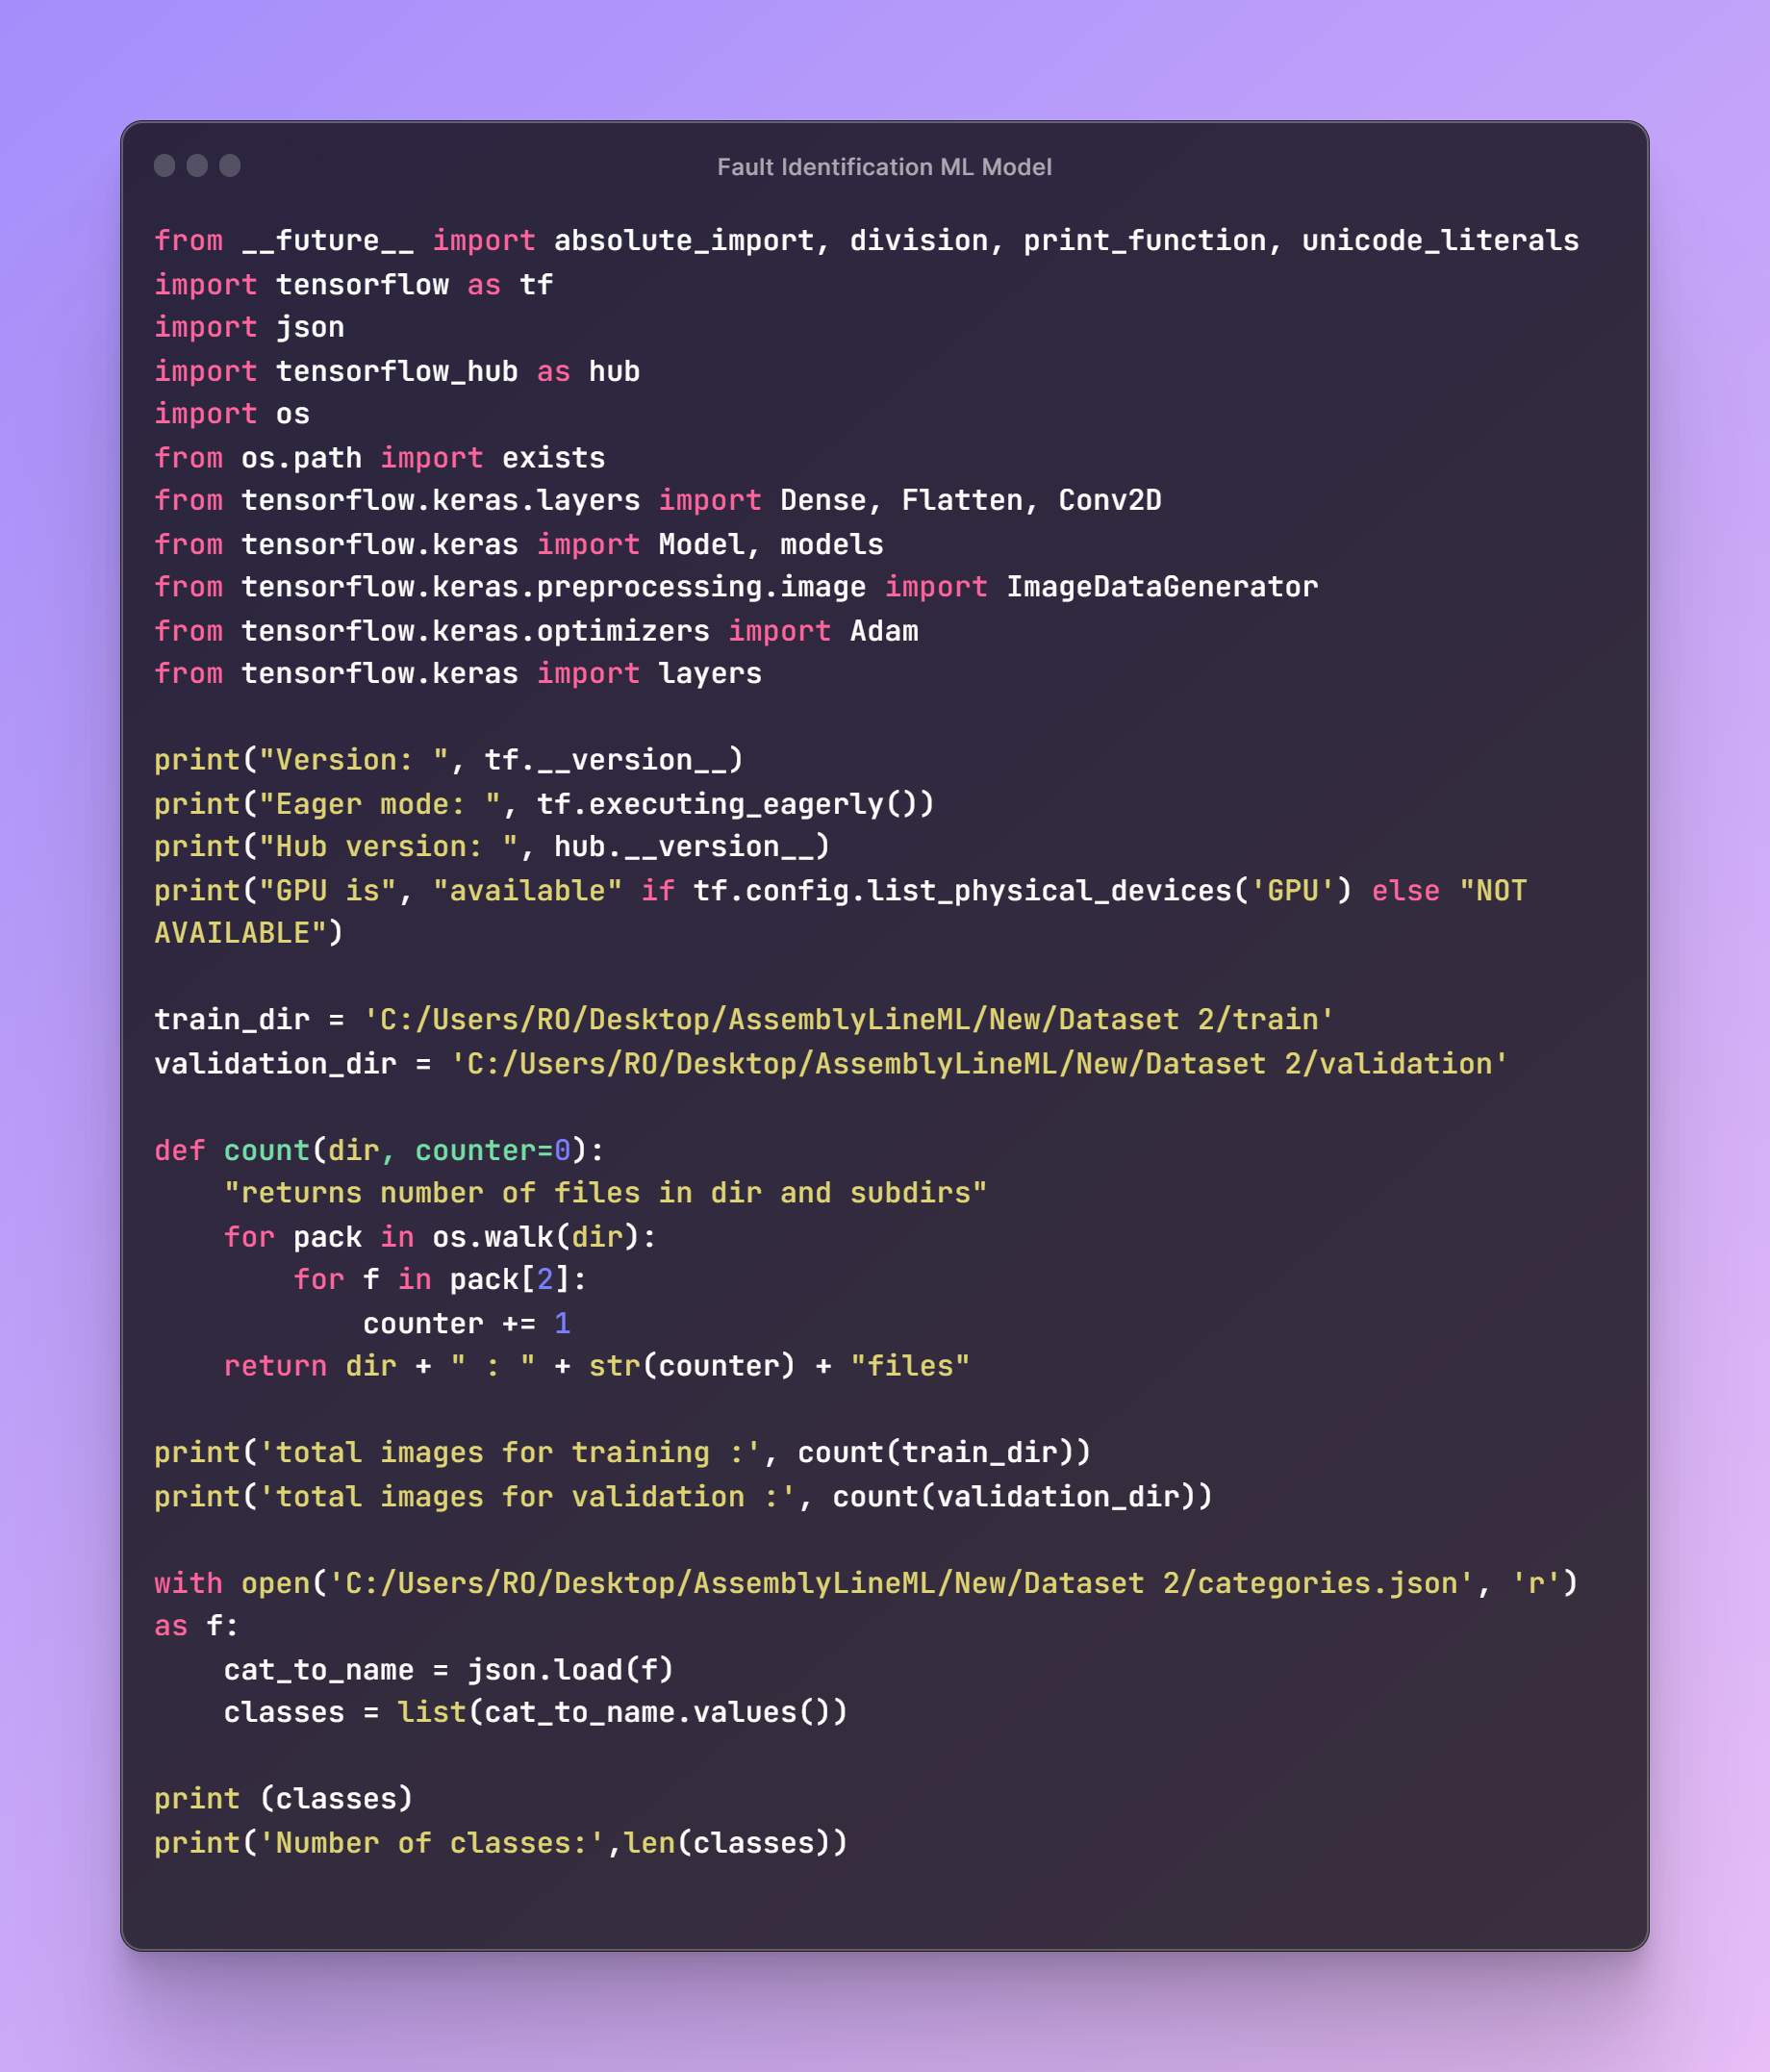 Fault Identification ML Model
from __future__ import absolute_import, division, print_function, unicode_literals
import tensorflow as tf
import json
import tensorflow_hub as hub
import os
from os.path import exists
from tensorflow.keras.layers import Dense, Flatten, Conv2D
from tensorflow.keras import Model, models
from tensorflow.keras.preprocessing.image import ImageDataGenerator
from tensorflow.keras.optimizers import Adam
from tensorflow.keras import layers

print("Version: ", tf.__version__)
print("Eager mode: ", tf.executing_eagerly())
print("Hub version: ", hub.__version__)
print("GPU is", "available" if tf.config.list_physical_devices('GPU') else "NOT
AVAILABLE")

train_dir = 'C:/Users/RO/Desktop/AssemblyLineML/New/Dataset 2/train'
validation_dir = 'C:/Users/RO/Desktop/AssemblyLineML/New/Dataset 2/validation'

def count(dir, counter=0):
    "returns number of files in dir and subdirs"
    for pack in os.walk(dir):
        for f in pack[2]:
            counter += 1
    return dir + " : " + str(counter) + "files"

print('total images for training :', count(train_dir))
print('total images for validation :', count(validation_dir))

with open('C:/Users/RO/Desktop/AssemblyLineML/New/Dataset 2/categories.json', 'r')
as f:
    cat_to_name = json.load(f)
    classes = list(cat_to_name.values())

print (classes)
print('Number of classes:',len(classes))